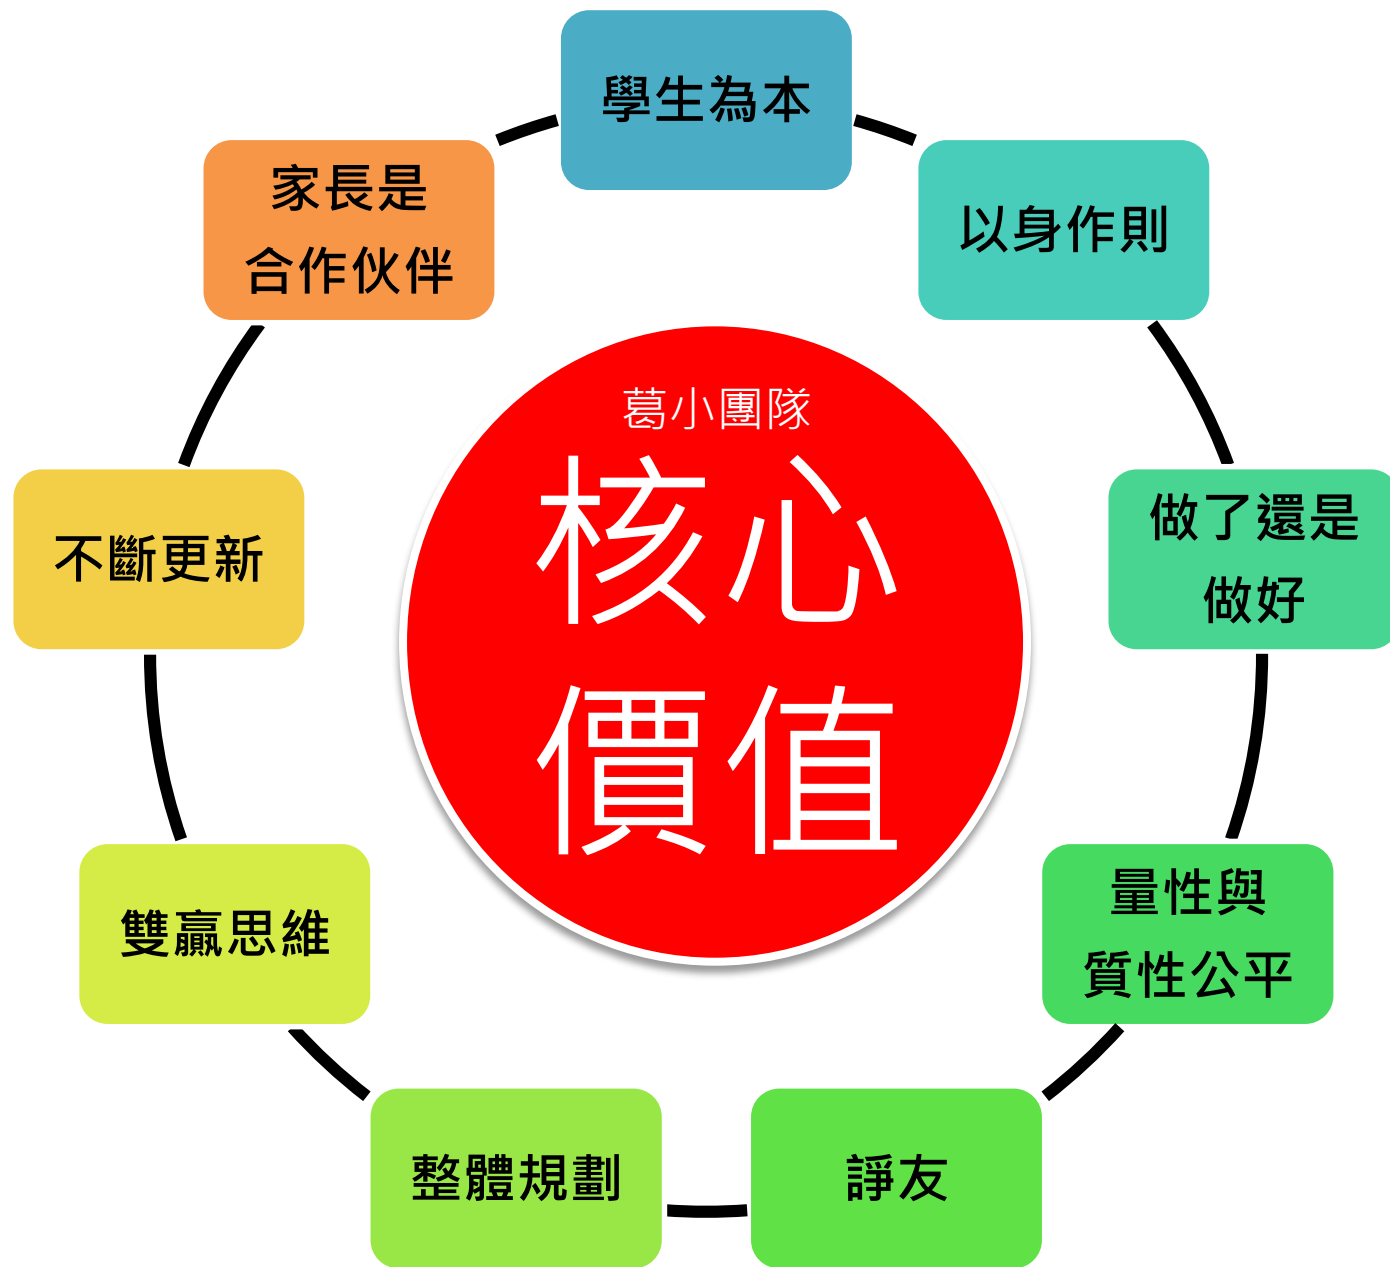 學生為本
以身作則
做了還是
做好
量性與
質性公平
諍友
整體規劃
雙贏思維
不斷更新
家長是
合作伙伴
葛小團隊
核心
價值